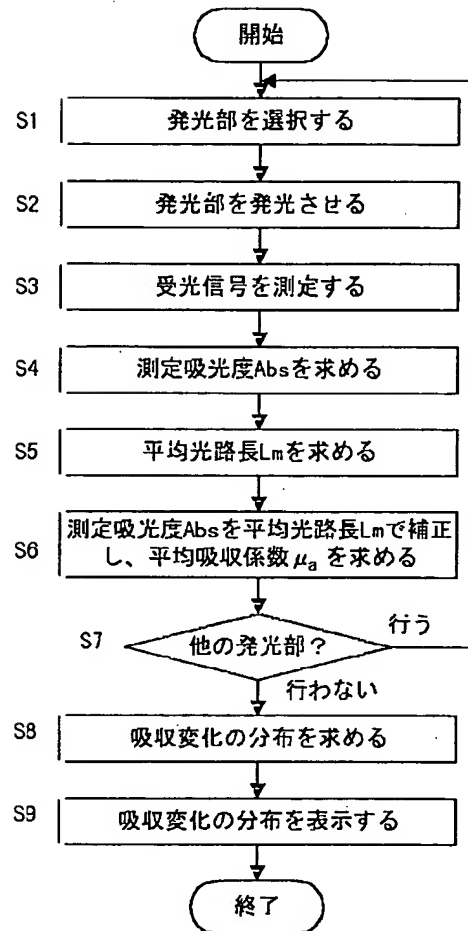 開始
S1 発光部を選択する
S2 発光部を発光させる
S3 受光信号を測定する
S4 測定吸光度Absを求める
S5 平均光路長Lmを求める
測定吸光度Absを平均光路長Lmで補正
S6 し、平均吸収係数μaを求める
S7 他の発光部? 行う
行わない
S8 吸収変化の分布を求める
S9 吸収変化の分布を表示する
終了